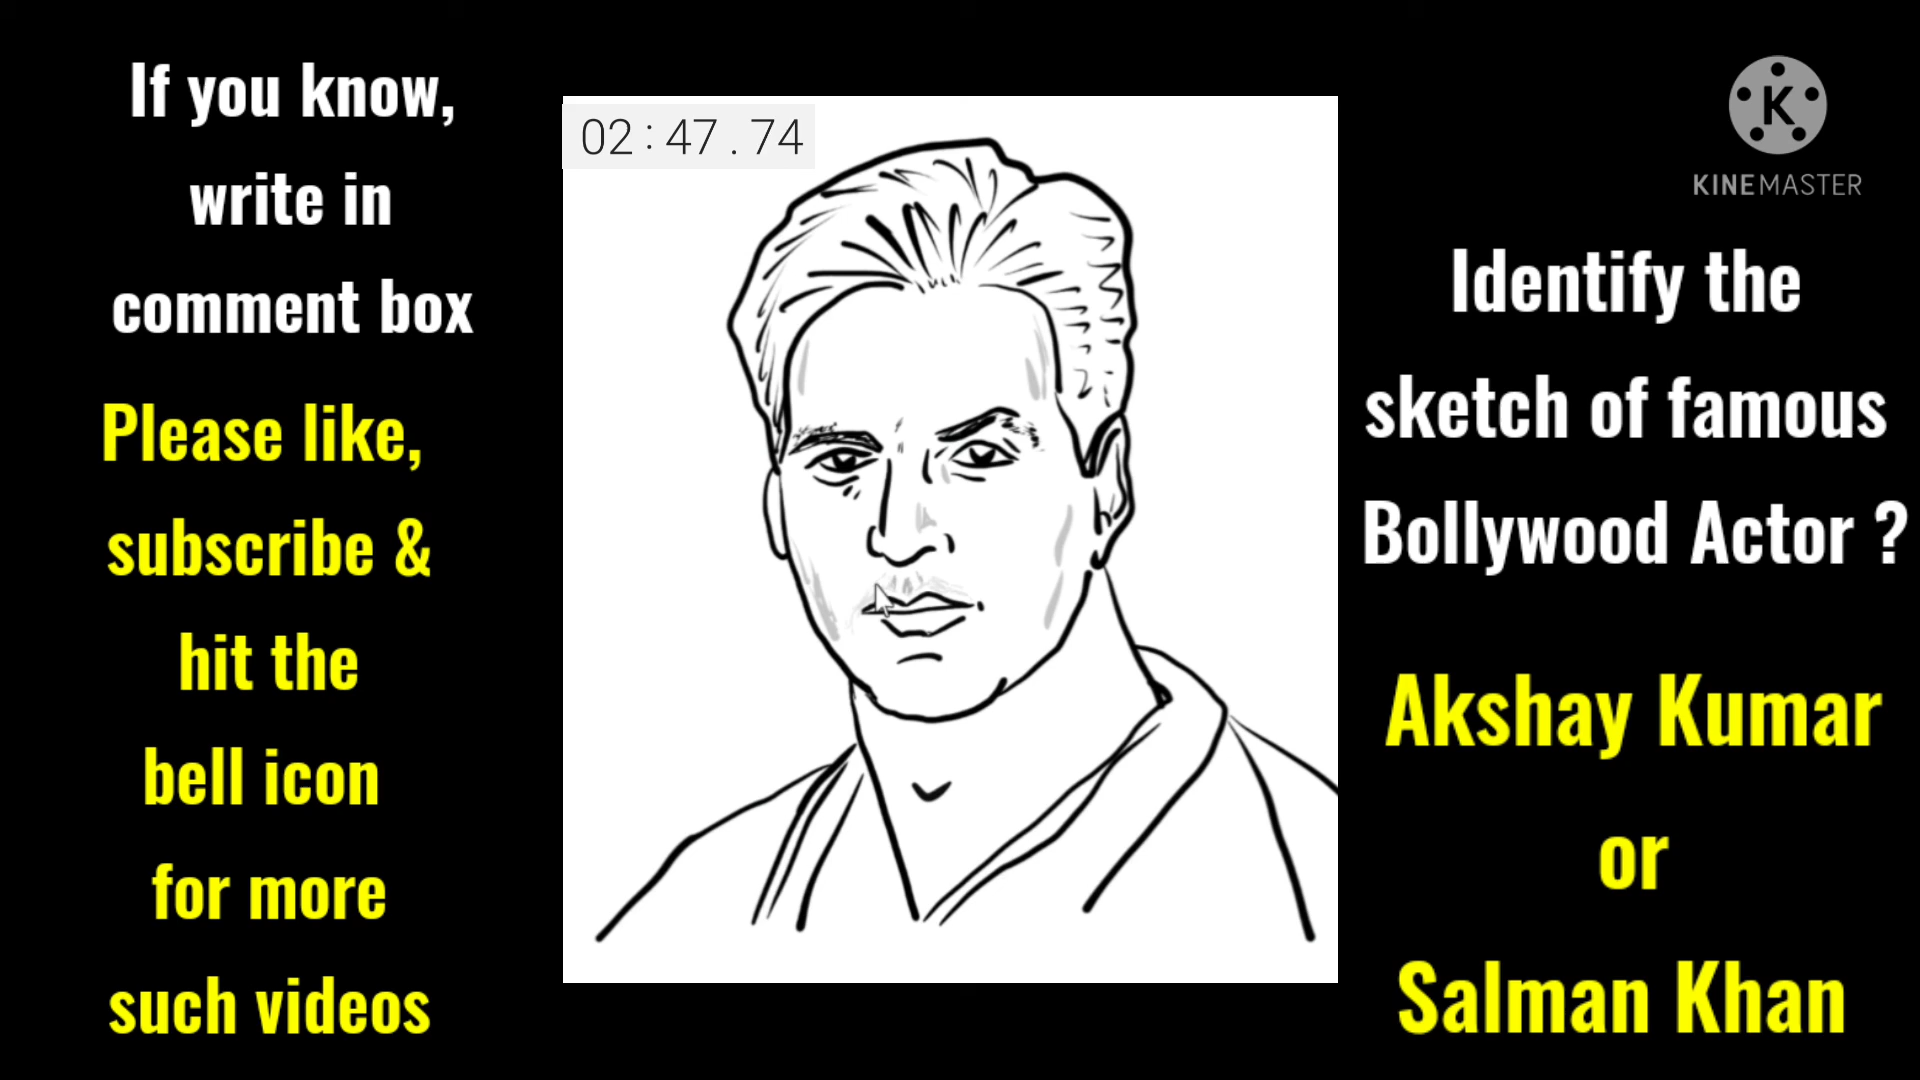 If you know,
write in
comment box
Please like,
subscribe &
hit the
bell icon
for more
such videos
02:47.74
K
KINEMASTER
Identify the
sketch of famous
Bollywood Actor ?
Akshay Kumar
or
Salman Khan